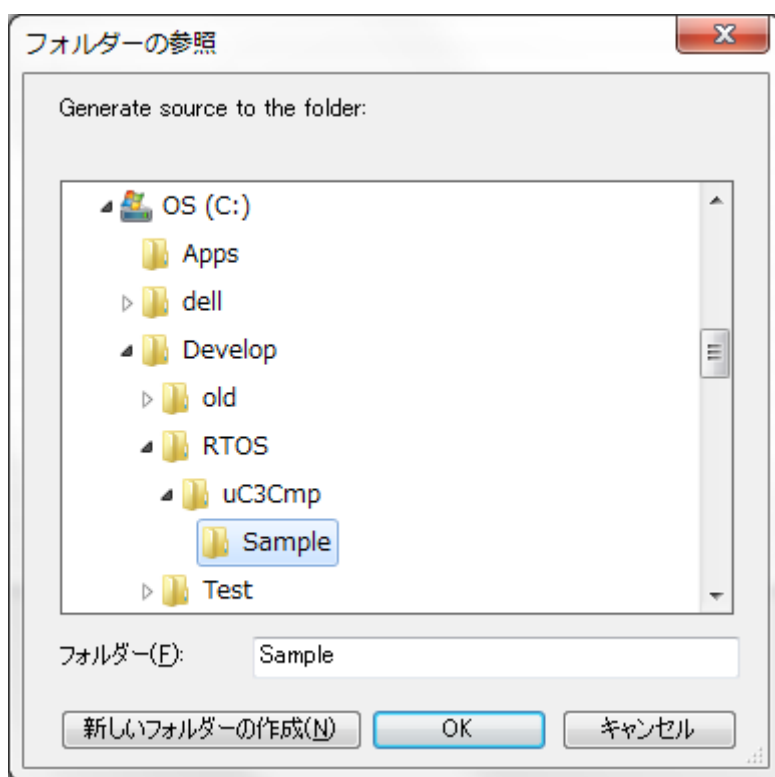 フォルダーの参照
Generate source to the folder:
OS (C:)
Apps
dell
Develop
old
RTOS
uC3Cmp
Sample
Test
フォルダー(F): Sample
新しいフォルダーの作成(N) OK キャンセル